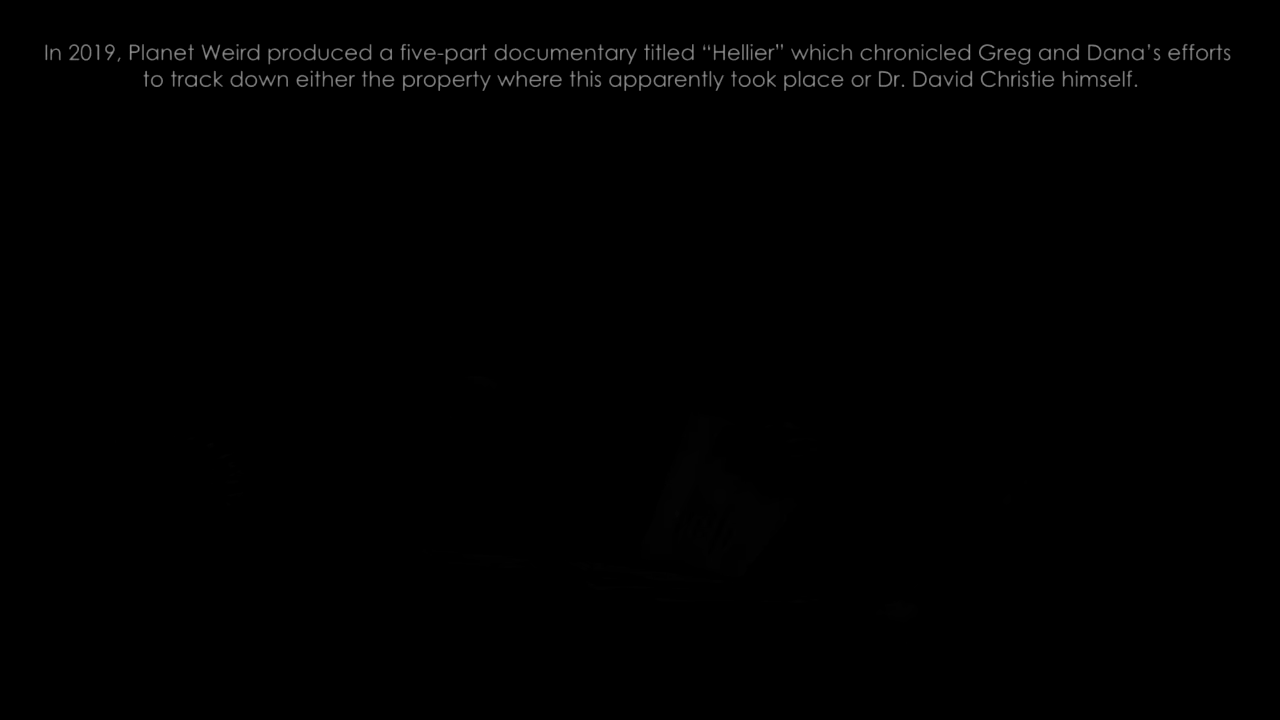 In 2019, Planet Weird produced a five-part documentary titled “Hellier” which chronicled Greg and Dana’s efforts
to track down either the property where this apparently took place or Dr. David Christie himself.